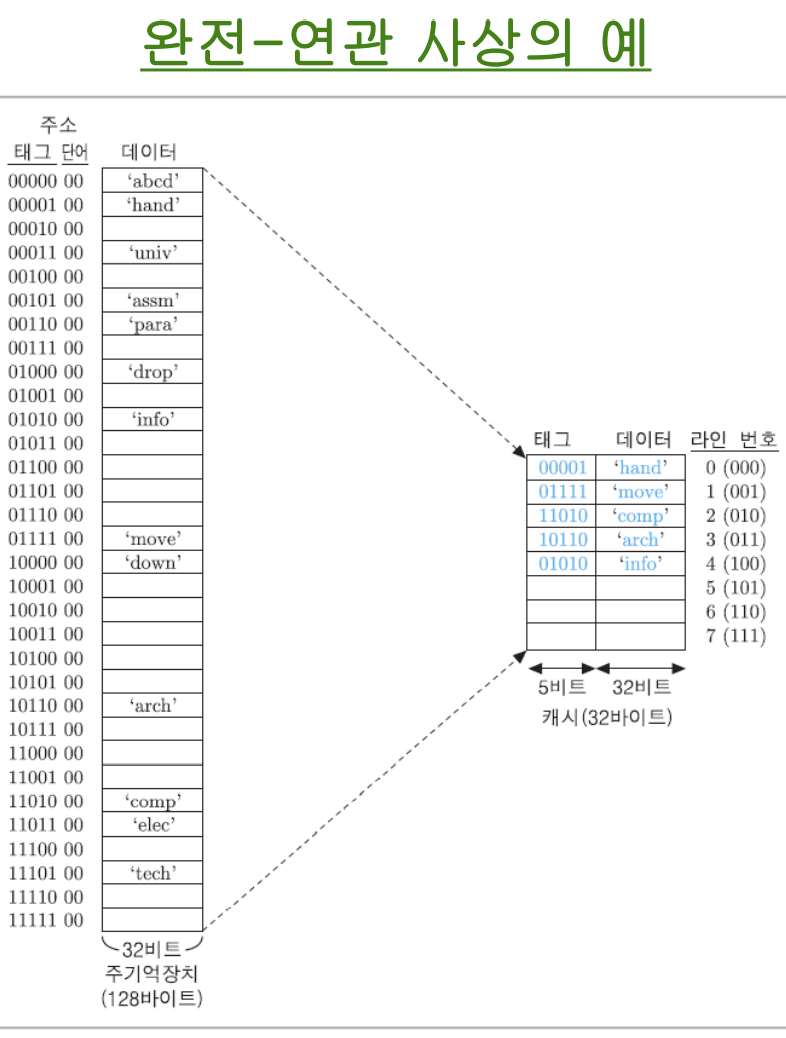 완전-연관 사상의 예
주소
태그 단어 데이터
00000 00 ‘abcd’
00001 00 ‘hand’
00010 00
00011 00 ‘univ’
00100 00
00101 00 ‘assm’
00110 00 ‘para’
00111 00
01000 00 ‘drop’
01001 00
01010 00 ‘info’
01011 00
01100 00
01101 00
01110 00
01111 00 ‘move’
10000 00 ‘down’
10001 00
10010 00
10011 00
10100 00
10101 00
10110 00 ‘arch’
10111 00
11000 00
11001 00
11010 00 ‘comp’
11011 00 ‘elec’
11100 00
11101 00 ‘tech’
11110 00
11111 00
32비트
주기억장치
(128바이트)
태그 데이터 라인 번호
00001 ‘hand’ 0 (000)
01111 ‘move’ 1 (001)
11010 ‘comp’ 2 (010)
10110 ‘arch’ 3 (011)
01010 ‘info’ 4 (100)
5 (101)
6 (110)
7 (111)
5비트 32비트
캐시(32바이트)